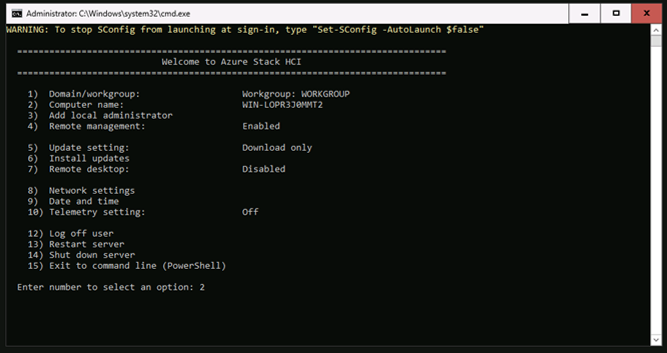 Administrator: C:\Windows\system32\cmd.exe
WARNING: To stop SConfig from launching at sign-in, type "Set-SConfig -AutoLaunch $false"
================================================================================
Welcome to Azure Stack HCI
================================================================================
1) Domain/workgroup: Workgroup: WORKGROUP
2) Computer name: WIN-LOPR3J0MMT2
3) Add local administrator
4) Remote management: Enabled
5) Update setting: Download only
6) Install updates
7) Remote desktop: Disabled
8) Network settings
9) Date and time
10) Telemetry setting: Off
12) Log off user
13) Restart server
14) Shut down server
15) Exit to command line (PowerShell)
Enter number to select an option: 2